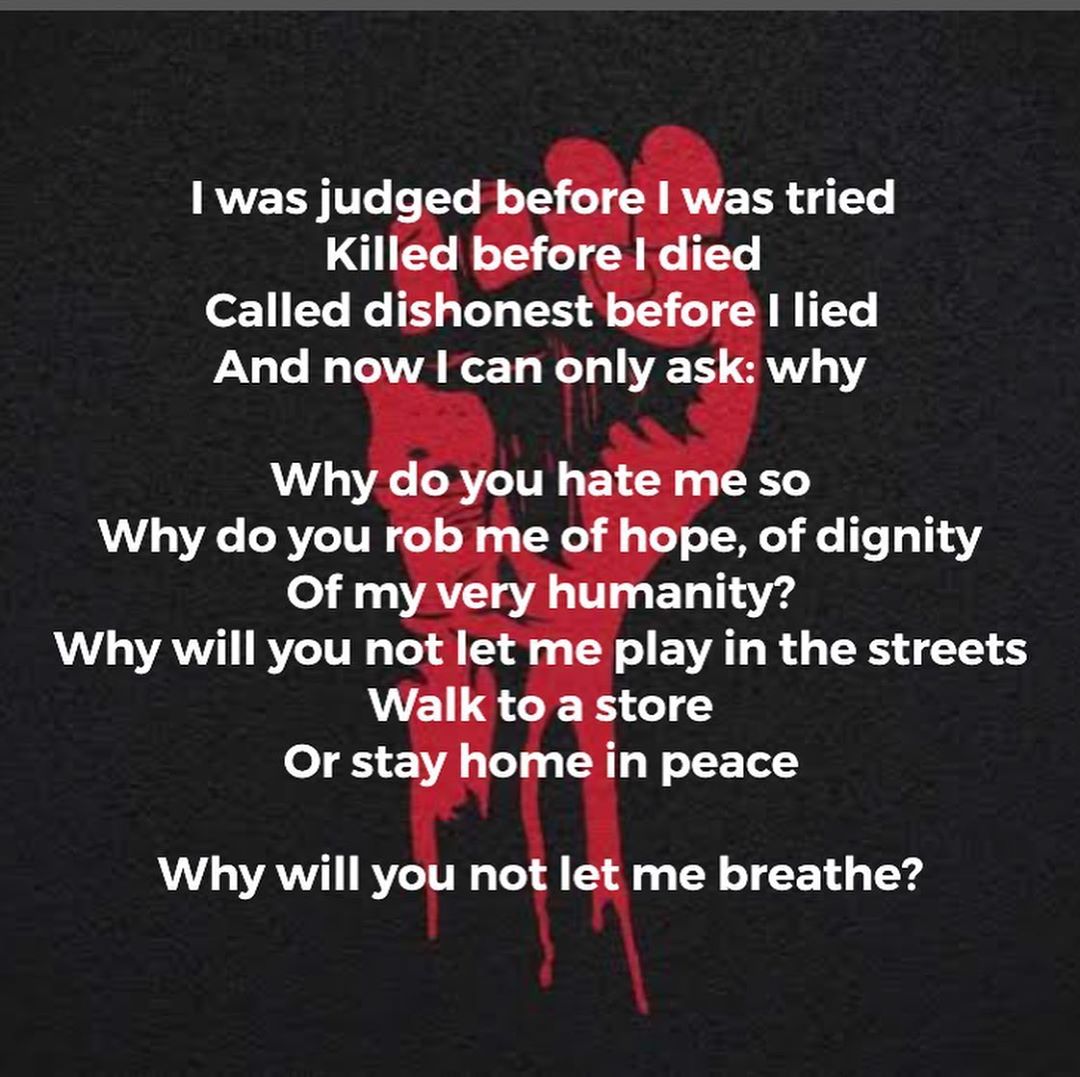 I was judged before I was tried
Killed before I died
Called dishonest before I lied
And now I can only ask: why
Why do you hate me so
Why do you rob me of hope, of dignity
Of my very humanity?
Why will you not let me play in the streets
Walk to a store
Or stay home in peace
Why will you not let me breathe?